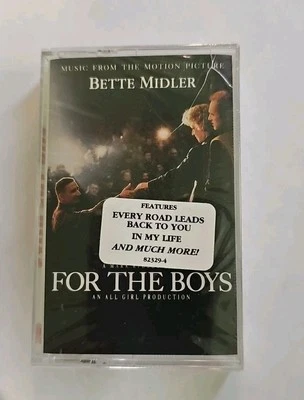 MUSIC FROM THE MOTION PICTURE
BETTE MIDLER
FEATURES
EVERY ROAD LEADS
BACK TO YOU
IN MY LIFE
AND MUCH MORE!
82329-4
FOR THE BOYS
AN ALL GIRL PRODUCTION